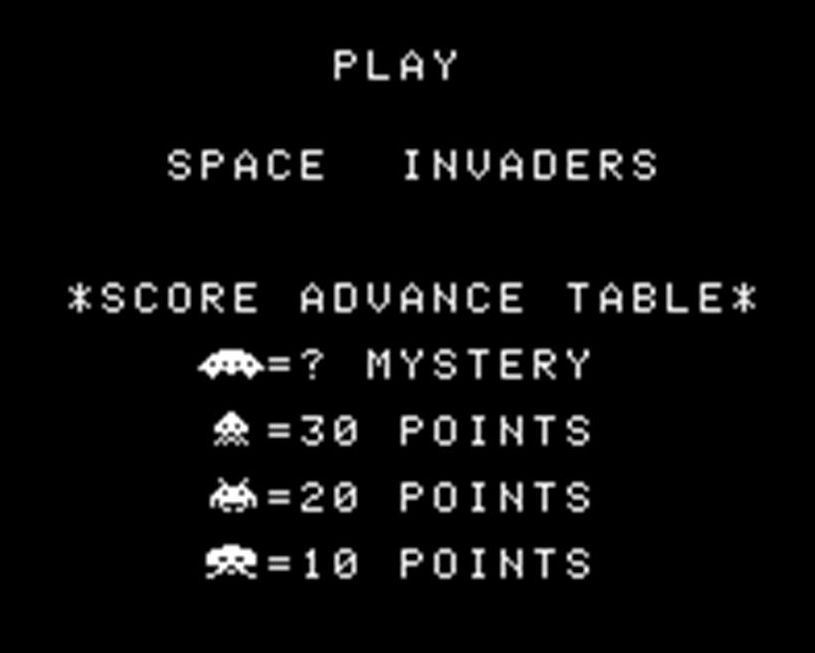 PLAY
SPACE INVADERS
*SCORE ADVANCE TABLE*
=? MYSTERY
=30 POINTS
=20 POINTS
=10 POINTS